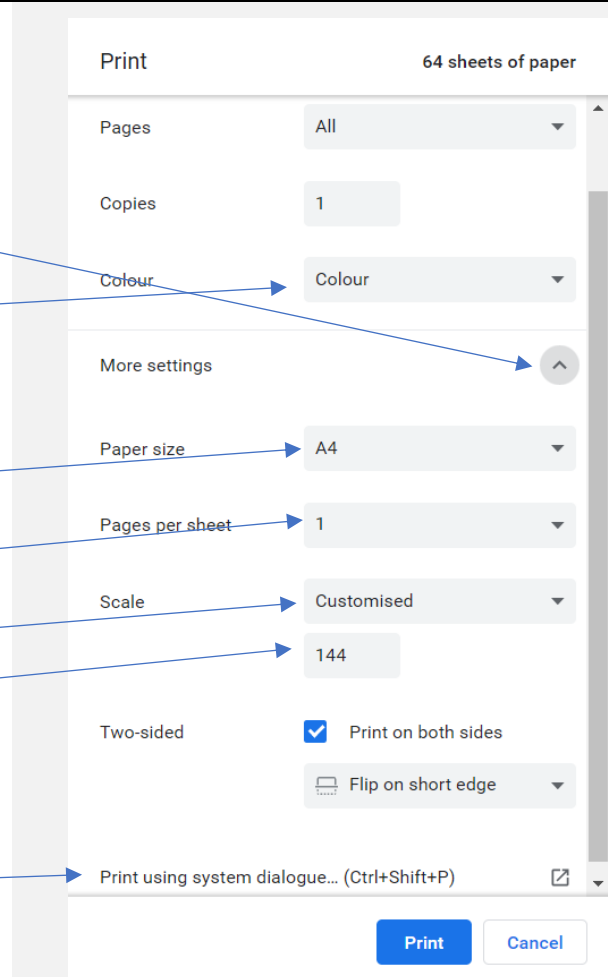 Print 64 sheets of paper
Pages All
Copies 1
Colour Colour
More settings
Paper size A4
Pages per sheet 1
Scale Customised
144
Two-sided Print on both sides
Flip on short edge
Print using system dialogue... (Ctrl+Shift+P)
Print Cancel